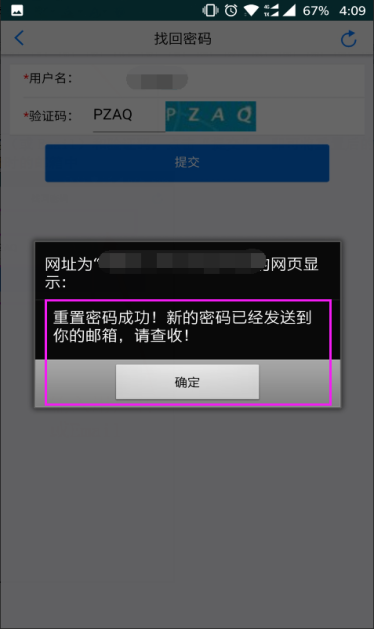 67% 4:09
找回密码
*用户名：
*验证码： PZAQ PZAQ
提交
网址为“ 的网页显
示：
重置密码成功！新的密码已经发送到
你的邮箱，请查收！
确定